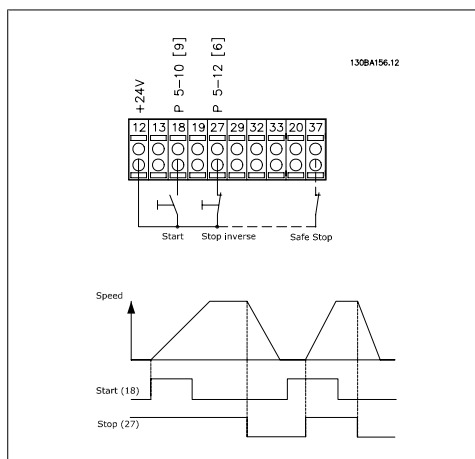 130BA156.12
+24V
P 5-10 [9]
P 5-12 [6]
12 13 18 19 27 29 32 33 20 37
Start
Stop inverse
Safe Stop
Speed
Start (18)
Stop (27)